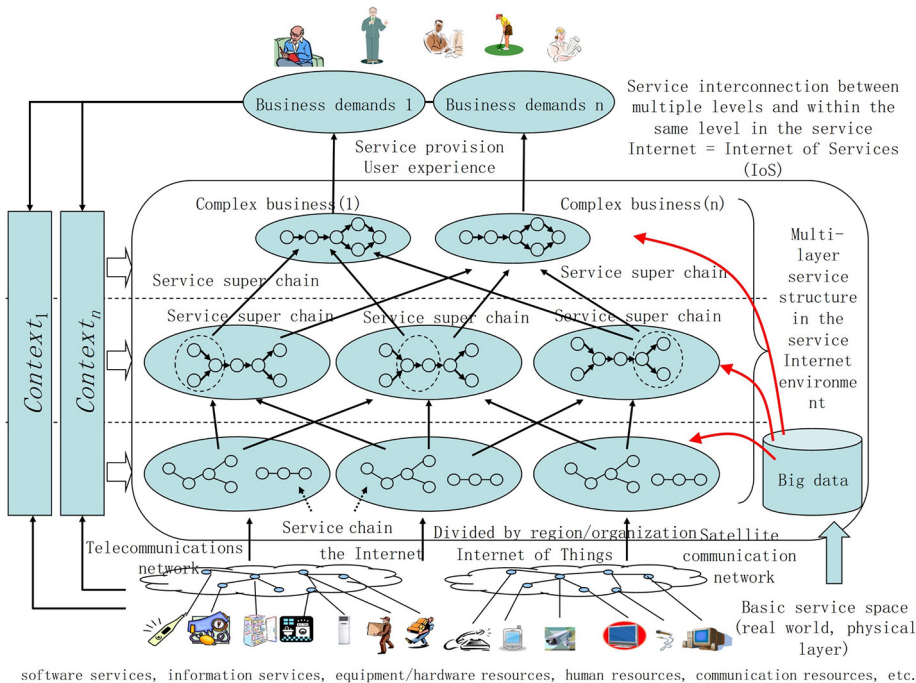 Business demands 1
Business demands n
Service interconnection between
multiple levels and within the
same level in the service
Internet = Internet of Services
(IoS)
Service provision
User experience
Complex business(1)
Complex business(n)
Service super chain
Service super chain
Service super chain
Service super chain
Service super chain
Multi-
layer
service
structure
in the
service
Internet
environme
nt
Context1
Contextn
Big data
Service chain
Divided by region/organization
Telecommunications
network
the Internet
Internet of Things
Satellite
communication
network
Basic service space
(real world, physical
layer)
software services, information services, equipment/hardware resources, human resources, communication resources, etc.